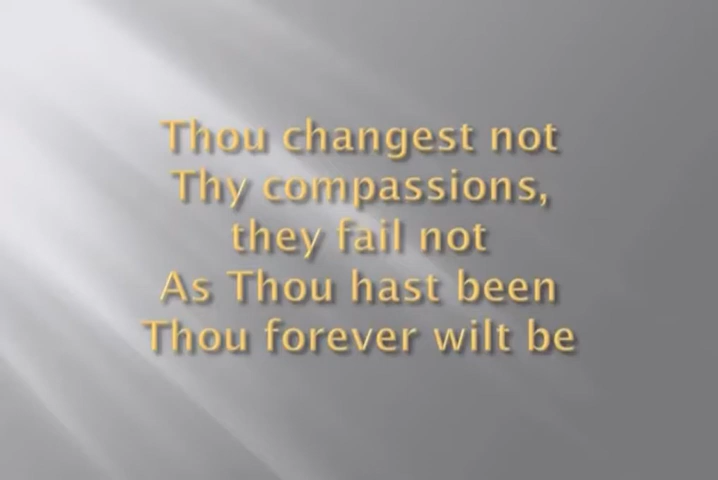 Thou changest not
Thy compassions,
they fail not
As Thou hast been
Thou forever wilt be